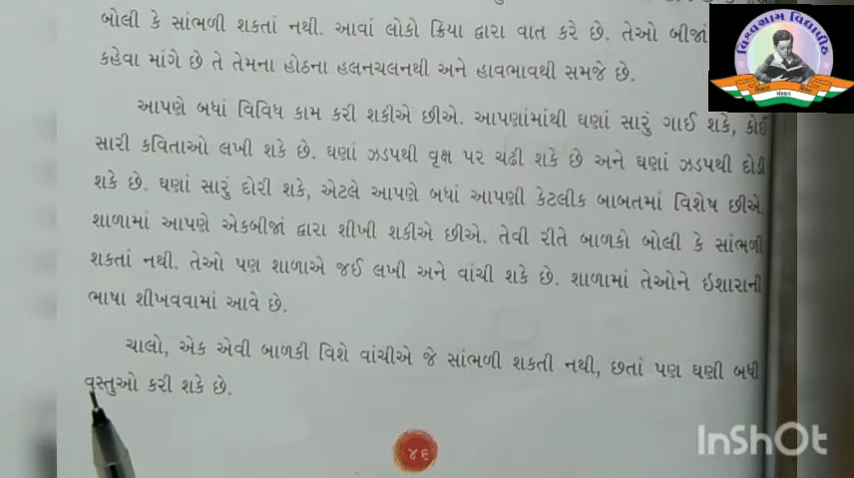 બોલી કે સાંભળી શકતાં નથી. આવાં લોકો ક્રિયા દ્વારા વાત કરે છે. તેઓ બીજાં
કહેવા માંગે છે તે તેમના હોઠના હલનચલનથી અને હાવભાવથી સમજે છે.
આપણે બધાં વિવિધ કામ કરી શકીએ છીએ. આપણાંમાંથી ઘણાં સારું ગાઈ શકે, કોઈ
સારી કવિતાઓ લખી શકે છે. ઘણાં ઝડપથી વૃક્ષ પર ચઢી શકે છે અને ઘણાં ઝડપથી દોડી
શકે છે. ઘણાં સારું દોરી શકે, એટલે આપણે બધાં આપણી કેટલીક બાબતમાં વિશેષ છીએ.
શાળામાં આપણે એકબીજાં દ્વારા શીખી શકીએ છીએ. તેવી રીતે બાળકો બોલી કે સાંભળી
શકતાં નથી. તેઓ પણ શાળાએ જઈ લખી અને વાંચી શકે છે. શાળામાં તેઓને ઇશારાની
ભાષા શીખવવામાં આવે છે.
ચાલો, એક એવી બાળકી વિશે વાંચીએ જે સાંભળી શકતી નથી, છતાં પણ ઘણી બધી
વસ્તુઓ કરી શકે છે.
૪૬
વિશ્વગ્રામ વિદ્યાપીઠ
InShOt